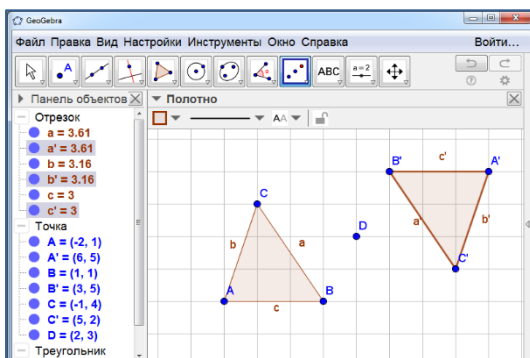 GeoGebra
Файл Правка Вид Настройки Инструменты Окно Справка
Войти...
A
ABC
a=2
Панель объектов
Полотно
AA
Отрезок
a = 3.61
a' = 3.61
b = 3.16
b' = 3.16
c = 3
c' = 3
Точка
A = (-2, 1)
A' = (6, 5)
B = (1, 1)
B' = (3, 5)
C = (-1, 4)
C' = (5, 2)
D = (2, 3)
Треугольник
c'
B'
A'
a'
b'
C
D
b
a
C'
A
B
c